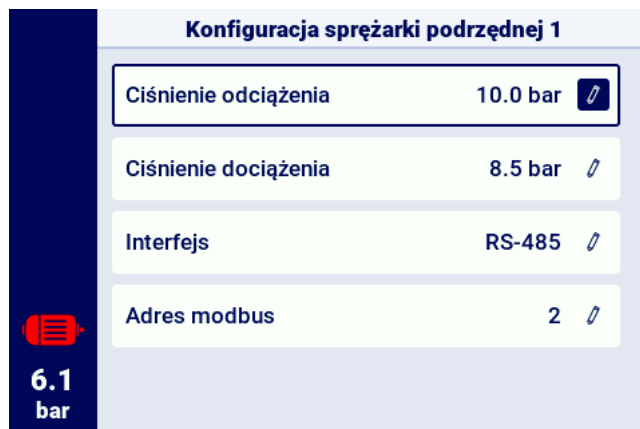 Konfiguracja sprężarki podrzędnej 1
Ciśnienie odciążenia 10.0 bar
Ciśnienie dociążenia 8.5 bar
Interfejs RS-485
Adres modbus 2
6.1
bar